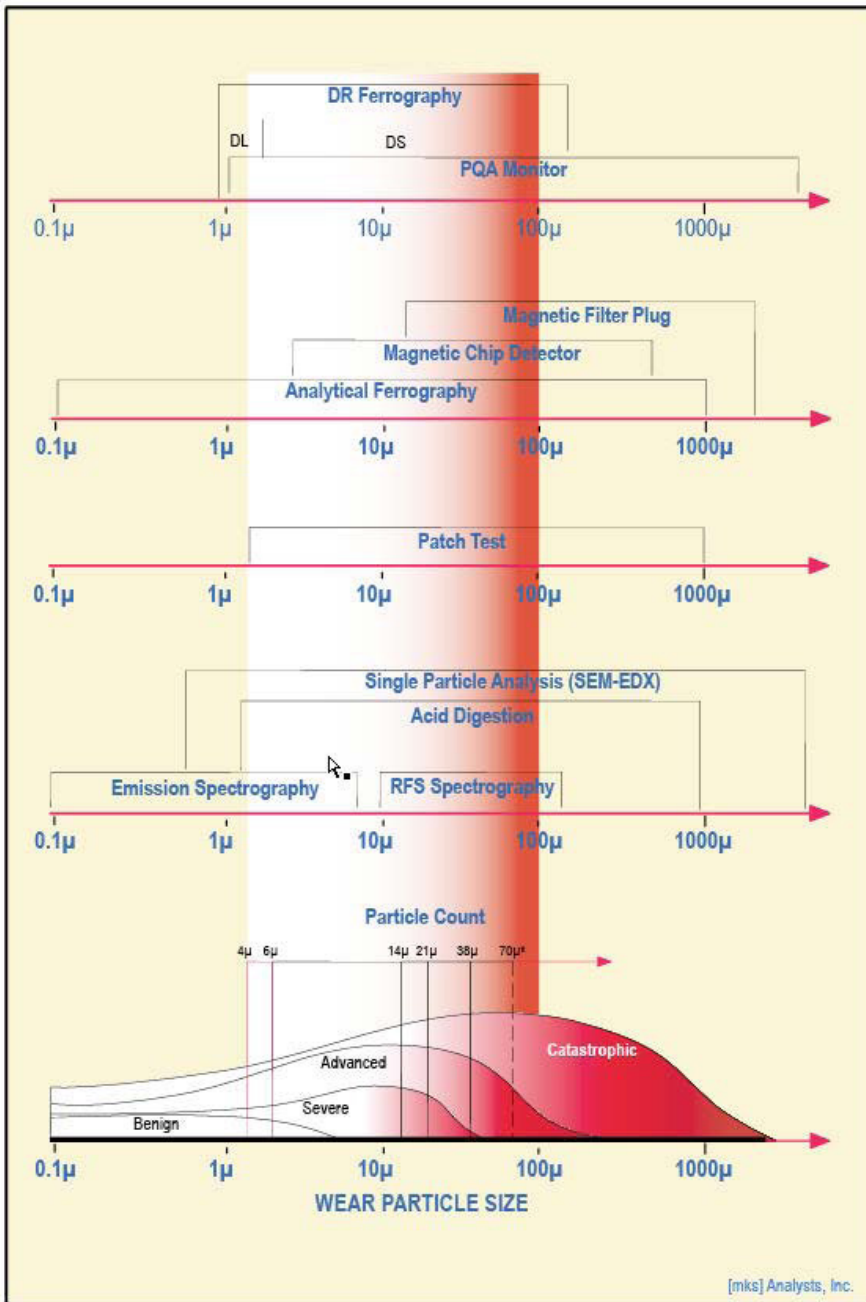 DR Ferrography
DL DS
PQA Monitor
0.1µ 1µ 10µ 100µ 1000µ
Magnetic Filter Plug
Magnetic Chip Detector
Analytical Ferrography
0.1µ 1µ 10µ 100µ 1000µ
Patch Test
0.1µ 1µ 10µ 100µ 1000µ
Single Particle Analysis (SEM-EDX)
Acid Digestion
Emission Spectrography RFS Spectrography
0.1µ 1µ 10µ 100µ 1000µ
Particle Count
4µ 6µ 14µ 21µ 38µ 70µ*
Catastrophic
Advanced
Severe
Benign
0.1µ 1µ 10µ 100µ 1000µ
WEAR PARTICLE SIZE
[mks] Analysts, Inc.